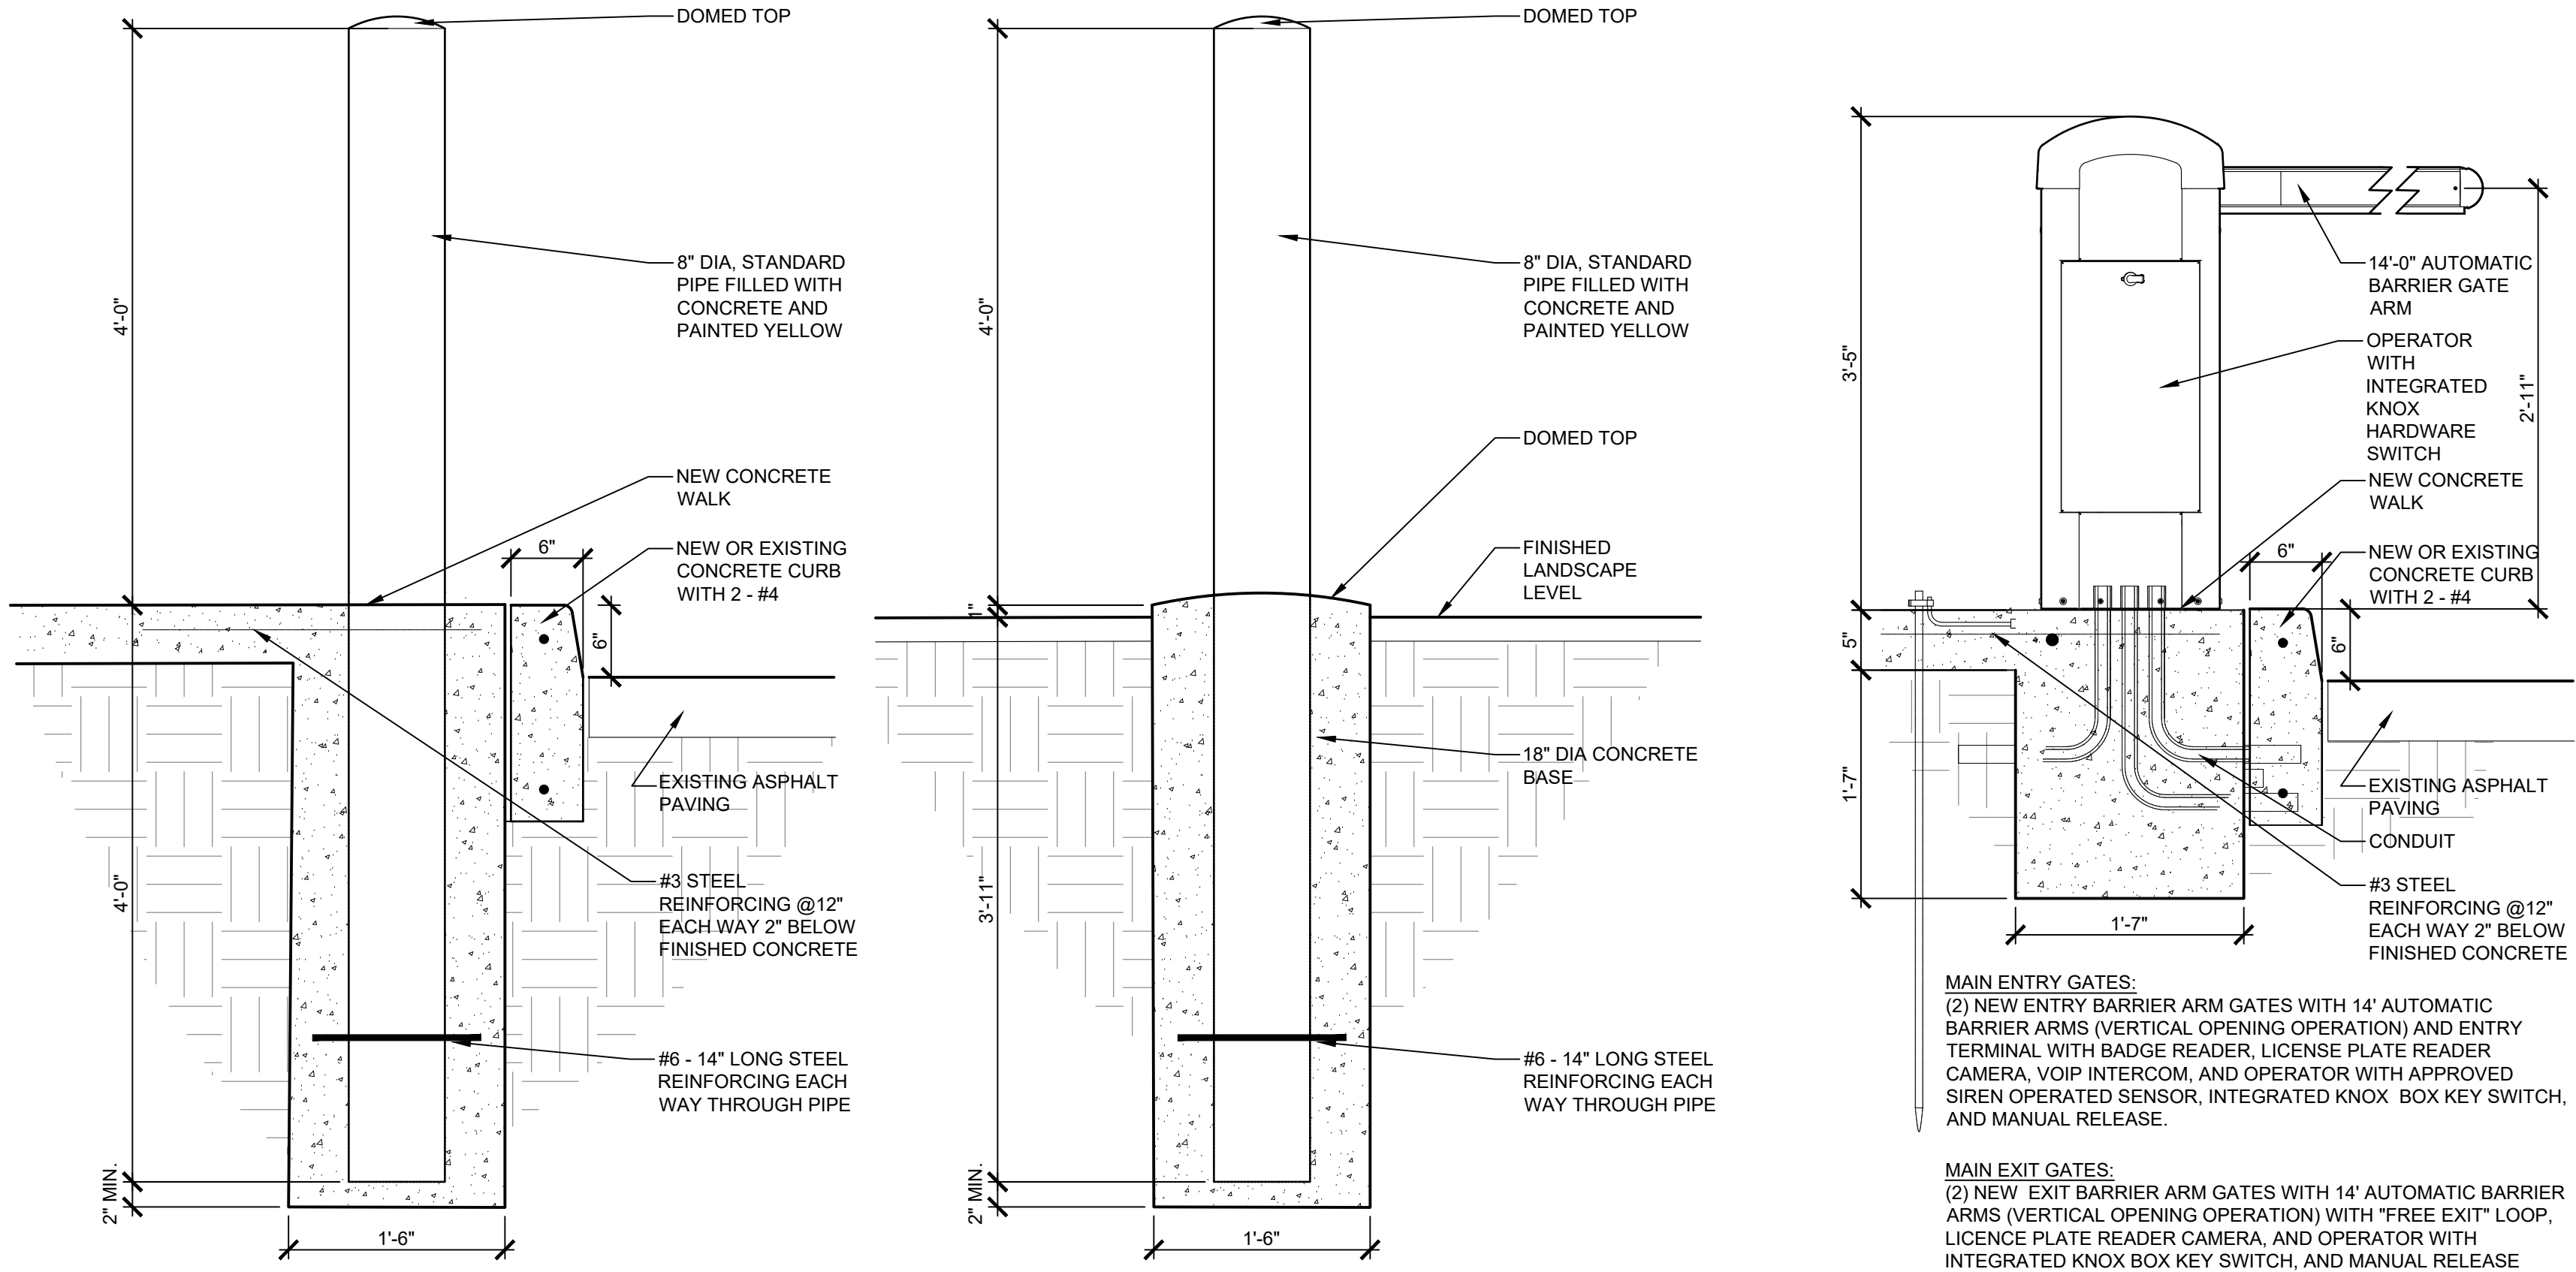 DOMED TOP
4'-0"
8" DIA, STANDARD
PIPE FILLED WITH
CONCRETE AND
PAINTED YELLOW
NEW CONCRETE
WALK
6"
NEW OR EXISTING
CONCRETE CURB
WITH 2 - #4
6"
EXISTING ASPHALT
PAVING
4'-0"
#3 STEEL
REINFORCING @12"
EACH WAY 2" BELOW
FINISHED CONCRETE
#6 - 14" LONG STEEL
REINFORCING EACH
WAY THROUGH PIPE
2" MIN.
1'-6"
DOMED TOP
4'-0"
8" DIA, STANDARD
PIPE FILLED WITH
CONCRETE AND
PAINTED YELLOW
DOMED TOP
FINISHED
LANDSCAPE
LEVEL
1"
18" DIA CONCRETE
BASE
3'-11"
#6 - 14" LONG STEEL
REINFORCING EACH
WAY THROUGH PIPE
2" MIN.
1'-6"
3'-5"
14'-0" AUTOMATIC
BARRIER GATE
ARM
OPERATOR
WITH
INTEGRATED
KNOX
HARDWARE
SWITCH
2'-11"
NEW CONCRETE
WALK
6"
NEW OR EXISTING
CONCRETE CURB
WITH 2 - #4
5"
6"
1'-7"
EXISTING ASPHALT
PAVING
CONDUIT
#3 STEEL
REINFORCING @12"
EACH WAY 2" BELOW
FINISHED CONCRETE
1'-7"
MAIN ENTRY GATES:
(2) NEW ENTRY BARRIER ARM GATES WITH 14' AUTOMATIC
BARRIER ARMS (VERTICAL OPENING OPERATION) AND ENTRY
TERMINAL WITH BADGE READER, LICENSE PLATE READER
CAMERA, VOIP INTERCOM, AND OPERATOR WITH APPROVED
SIREN OPERATED SENSOR, INTEGRATED KNOX BOX KEY SWITCH,
AND MANUAL RELEASE.
MAIN EXIT GATES:
(2) NEW EXIT BARRIER ARM GATES WITH 14' AUTOMATIC BARRIER
ARMS (VERTICAL OPENING OPERATION) WITH "FREE EXIT" LOOP,
LICENCE PLATE READER CAMERA, AND OPERATOR WITH
INTEGRATED KNOX BOX KEY SWITCH, AND MANUAL RELEASE